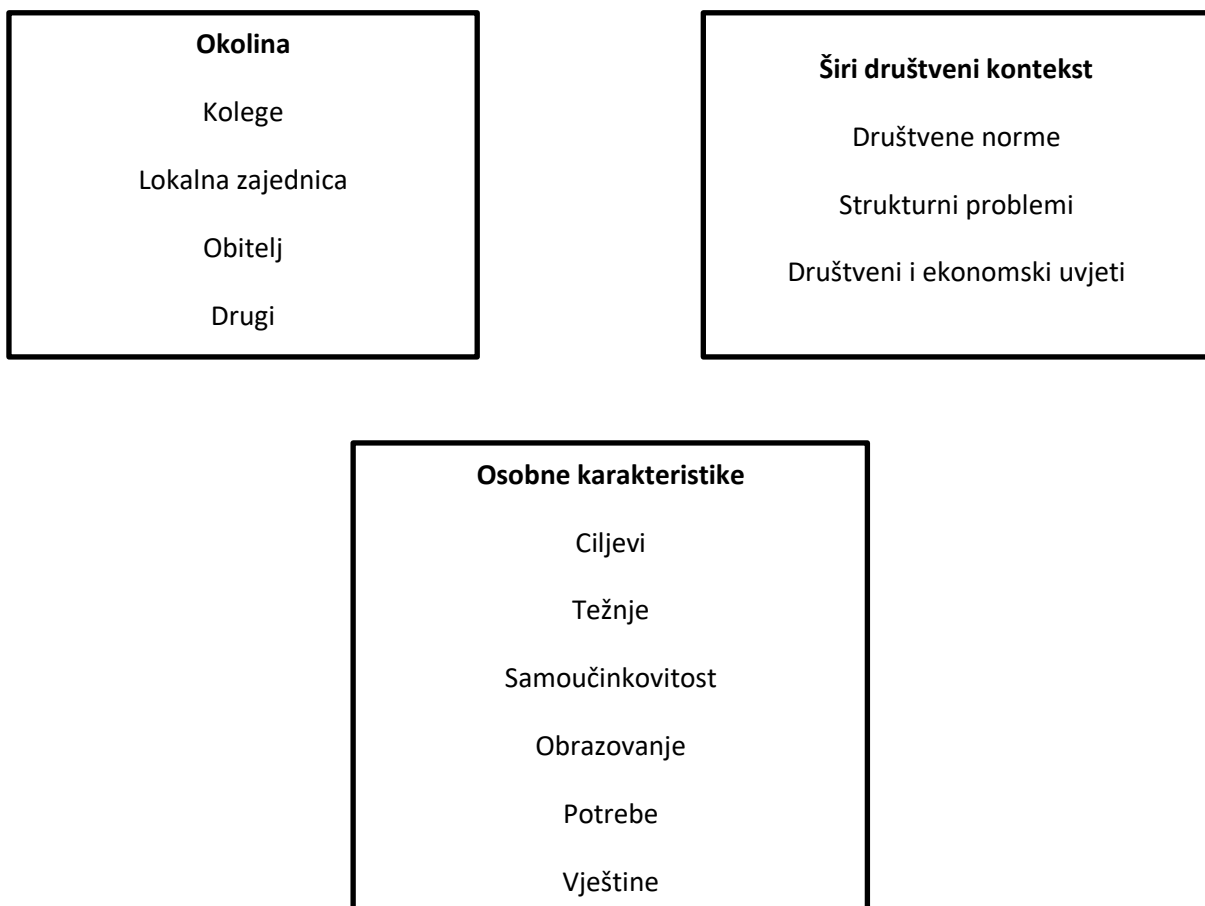 Okolina
Kolege
Lokalna zajednica
Obitelj
Drugi
Širi društveni kontekst
Društvene norme
Strukturni problemi
Društveni i ekonomski uvjeti
Osobne karakteristike
Ciljevi
Težnje
Samoučinkovitost
Obrazovanje
Potrebe
Vještine